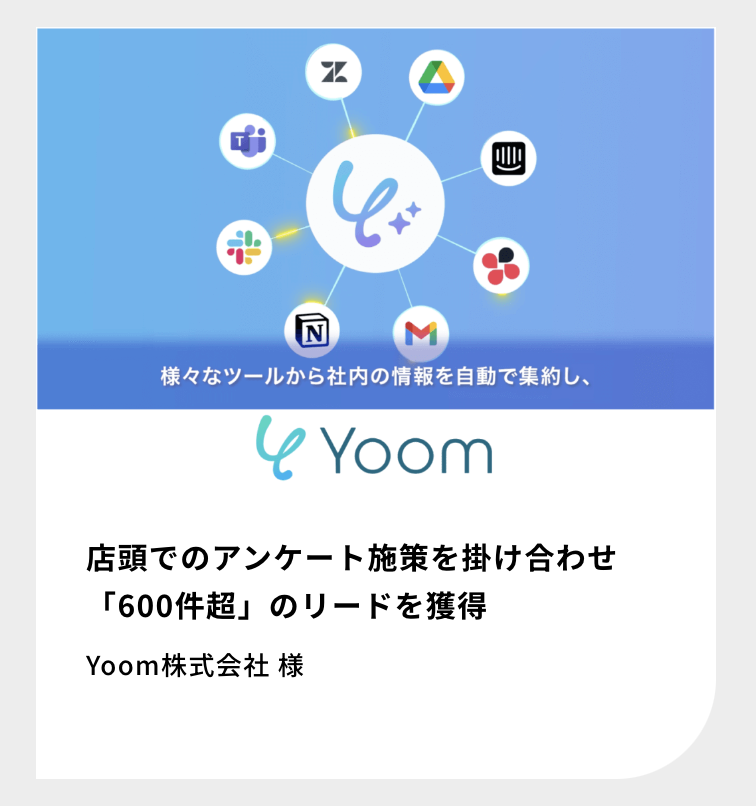 様々なツールから社内の情報を自動で集約し、
Yoom
店頭でのアンケート施策を掛け合わせ
「600件超」のリードを獲得
Yoom株式会社 様